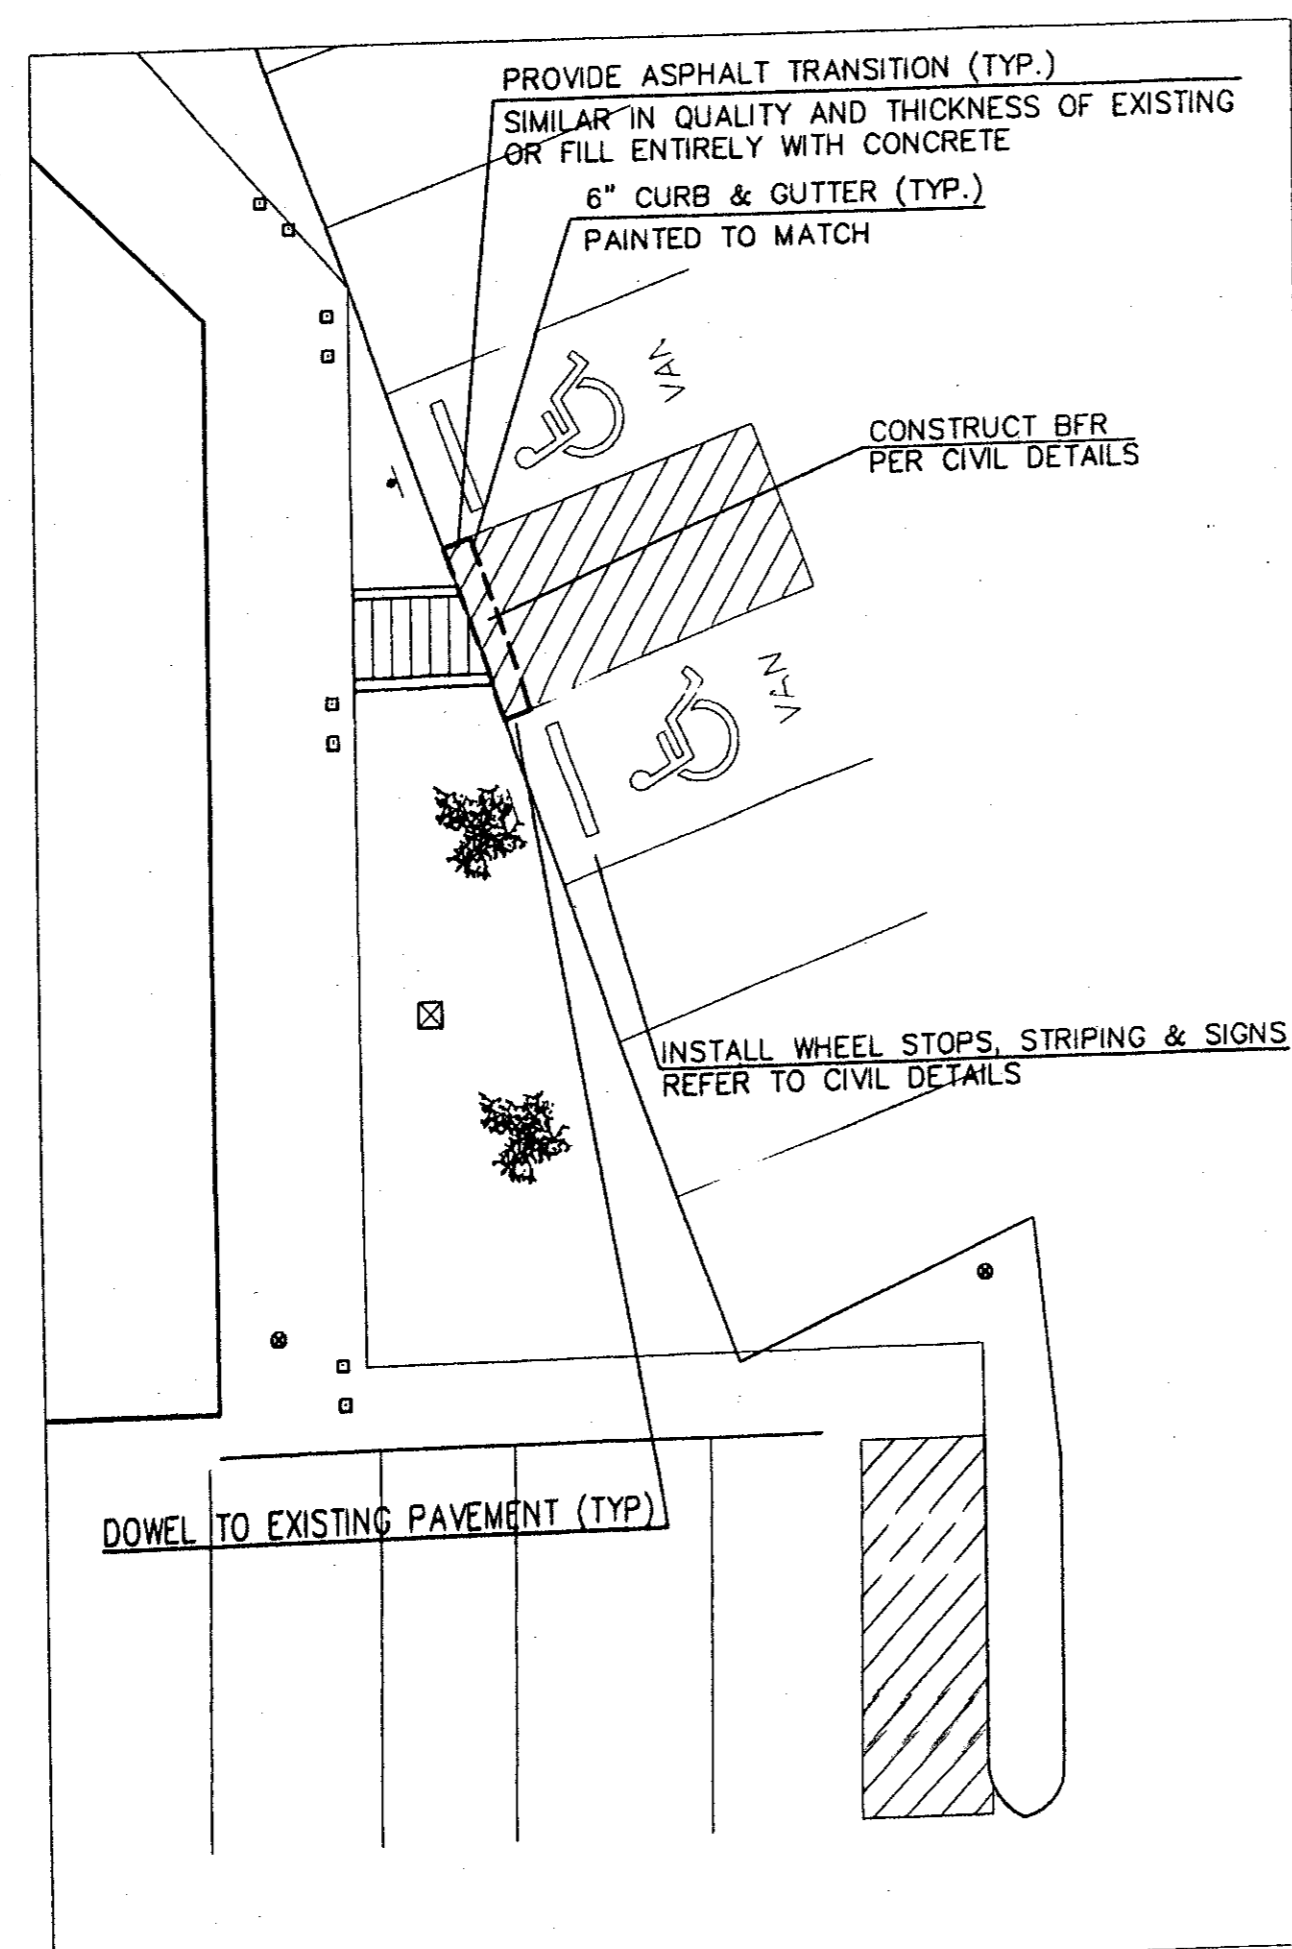 PROVIDE ASPHALT TRANSITION (TYP.)
SIMILAR IN QUALITY AND THICKNESS OF EXISTING
OR FILL ENTIRELY WITH CONCRETE
6" CURB & GUTTER (TYP.)
PAINTED TO MATCH
VAN
CONSTRUCT BFR
PER CIVIL DETAILS
VAN
INSTALL WHEEL STOPS, STRIPING & SIGNS
REFER TO CIVIL DETAILS
DOWEL TO EXISTING PAVEMENT (TYP)